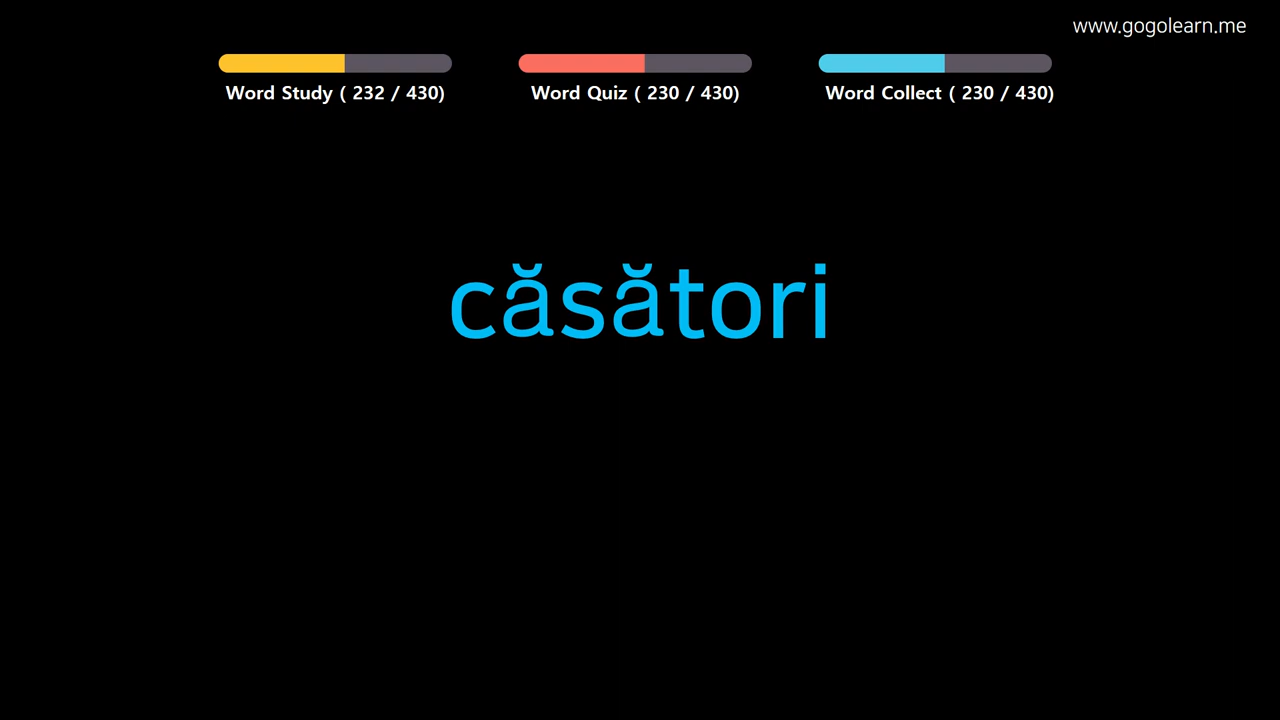 www.gogolearn.me
Word Study ( 232 / 430)
Word Quiz ( 230 / 430)
Word Collect ( 230 / 430)
căsători